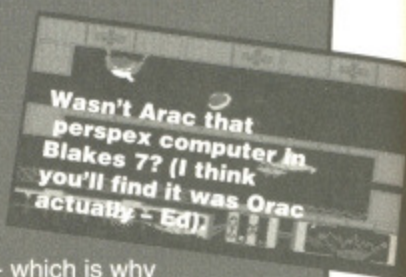 Wasn't Arac that
perspex computer in
Blakes 7? (I think
you'll find it was Orac
actually – Ed).
- which is why